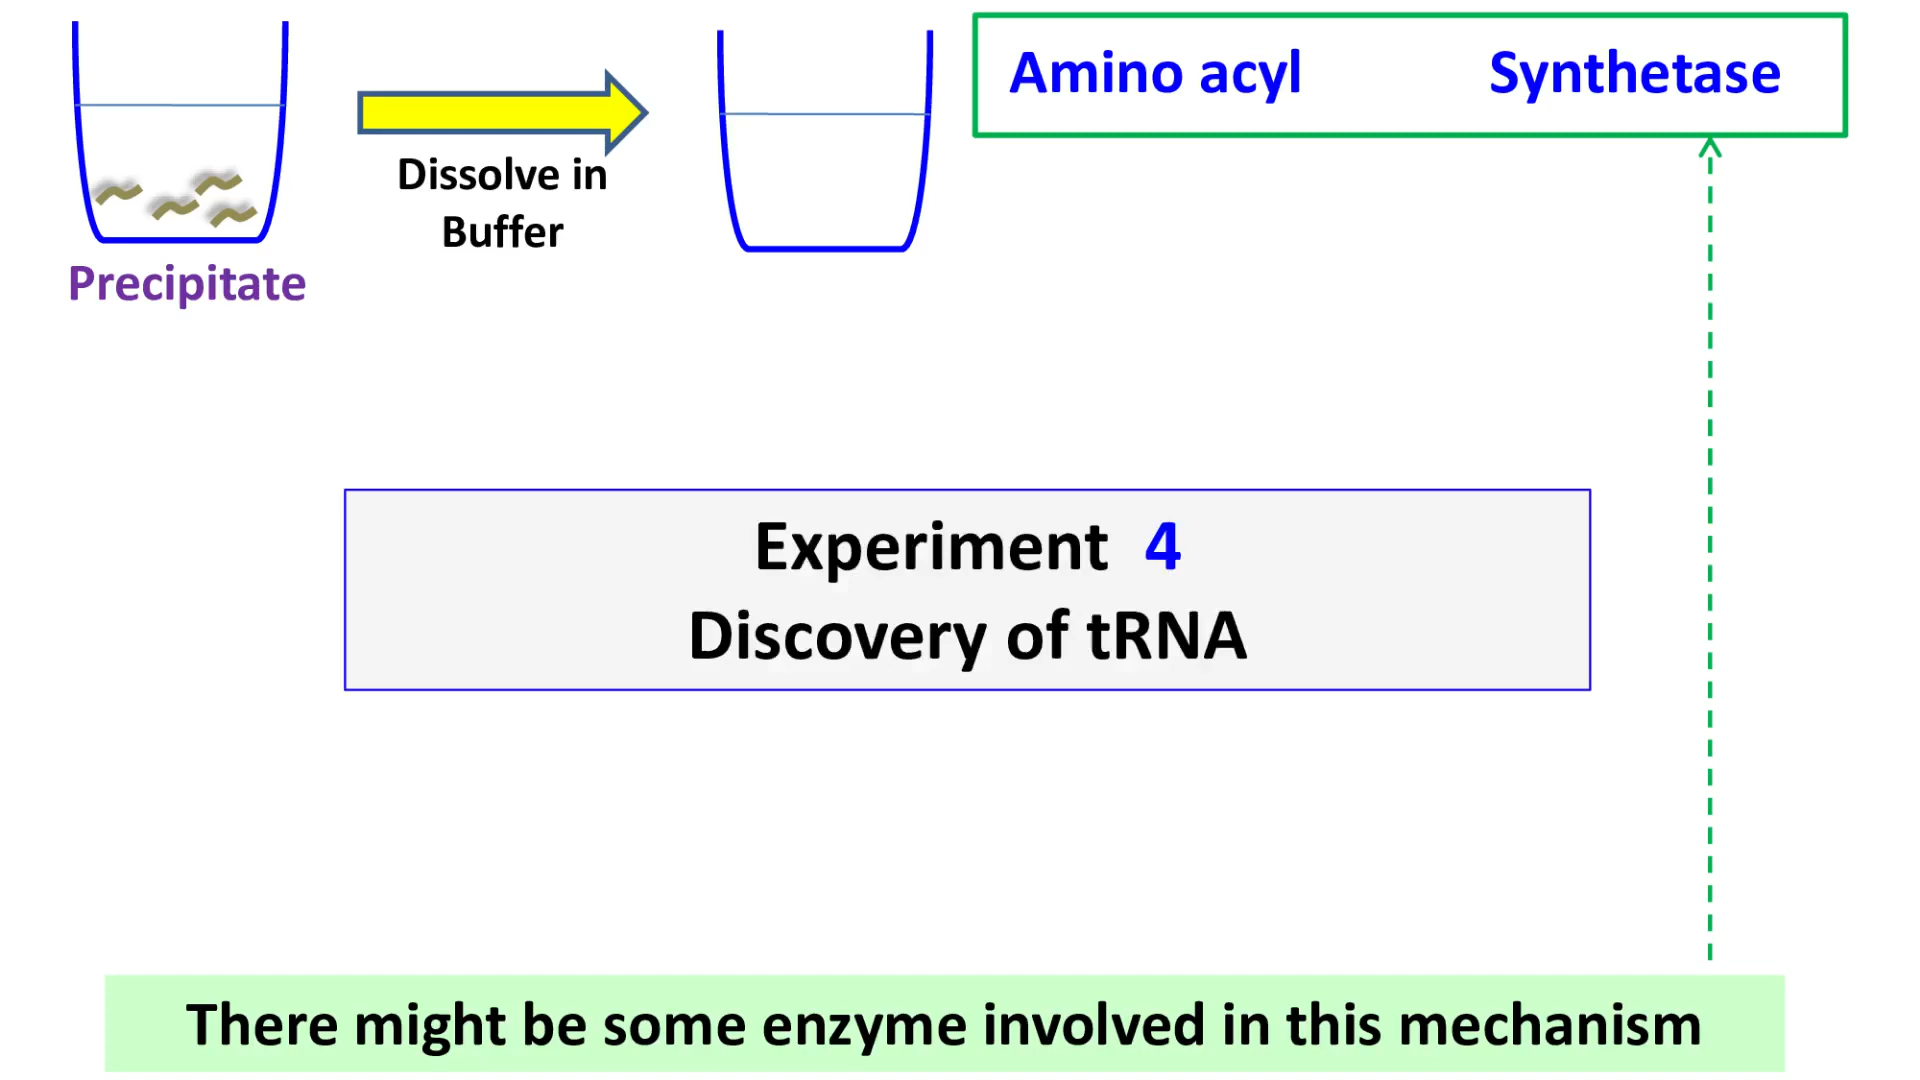 Amino acyl Synthetase
Dissolve in
Buffer
Precipitate
Experiment 4
Discovery of tRNA
There might be some enzyme involved in this mechanism